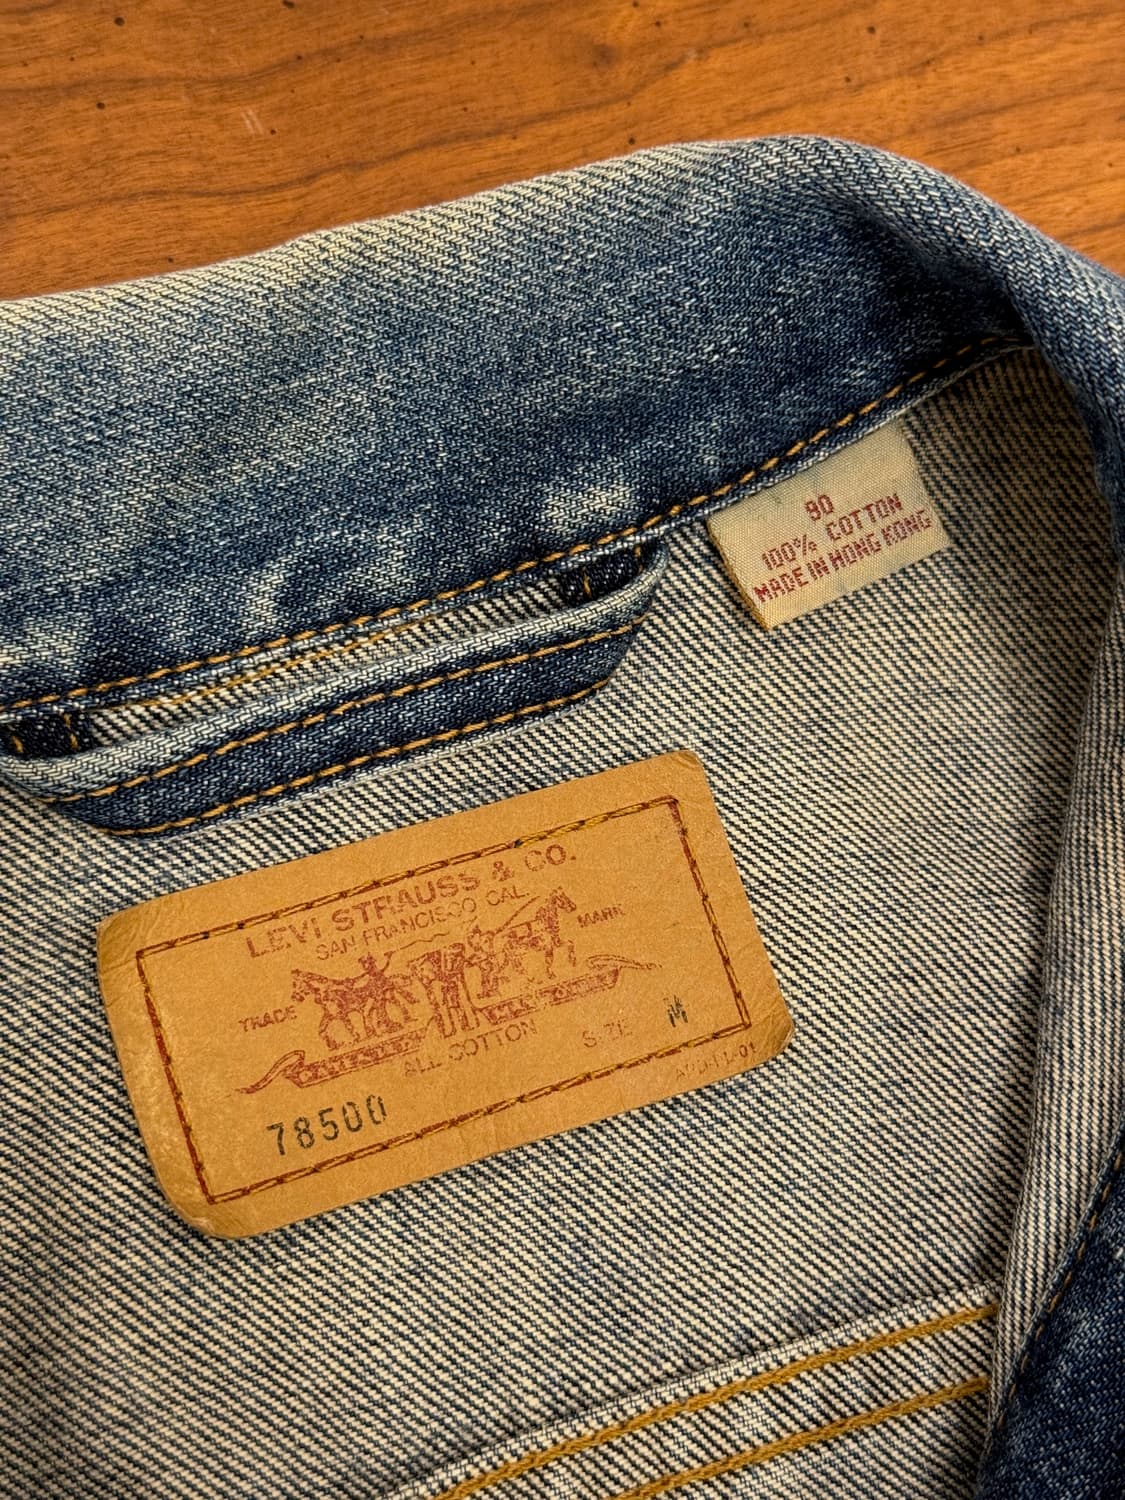 90
100% COTTON
MADE IN HONG KONG
LEVI STRAUSS & CO.
SAN FRANCISCO CAL
TRADE MARK
ALL COTTON
SIZE M
78500